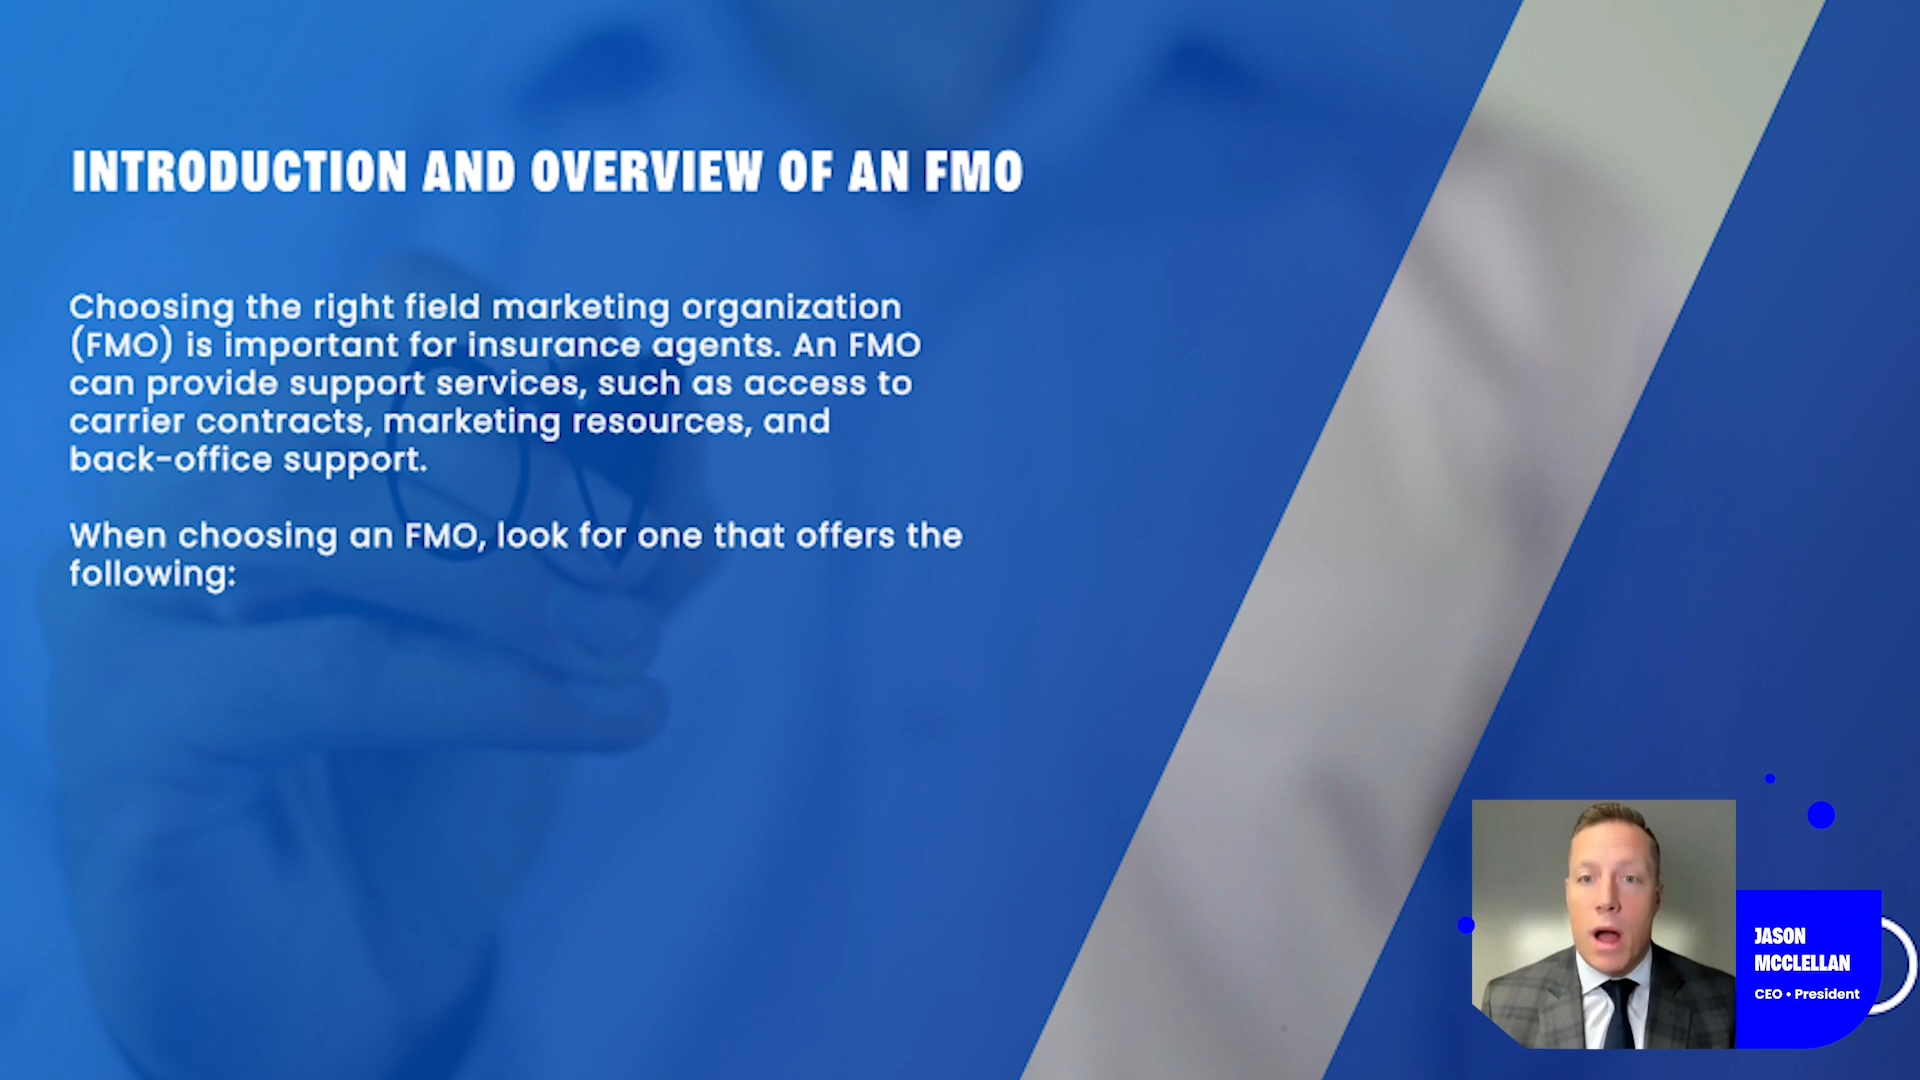 INTRODUCTION AND OVERVIEW OF AN FMO
Choosing the right field marketing organization
(FMO) is important for insurance agents. An FMO
can provide support services, such as access to
carrier contracts, marketing resources, and
back-office support.
When choosing an FMO, look for one that offers the
following:
JASON
MCCLELLAN
CEO • President